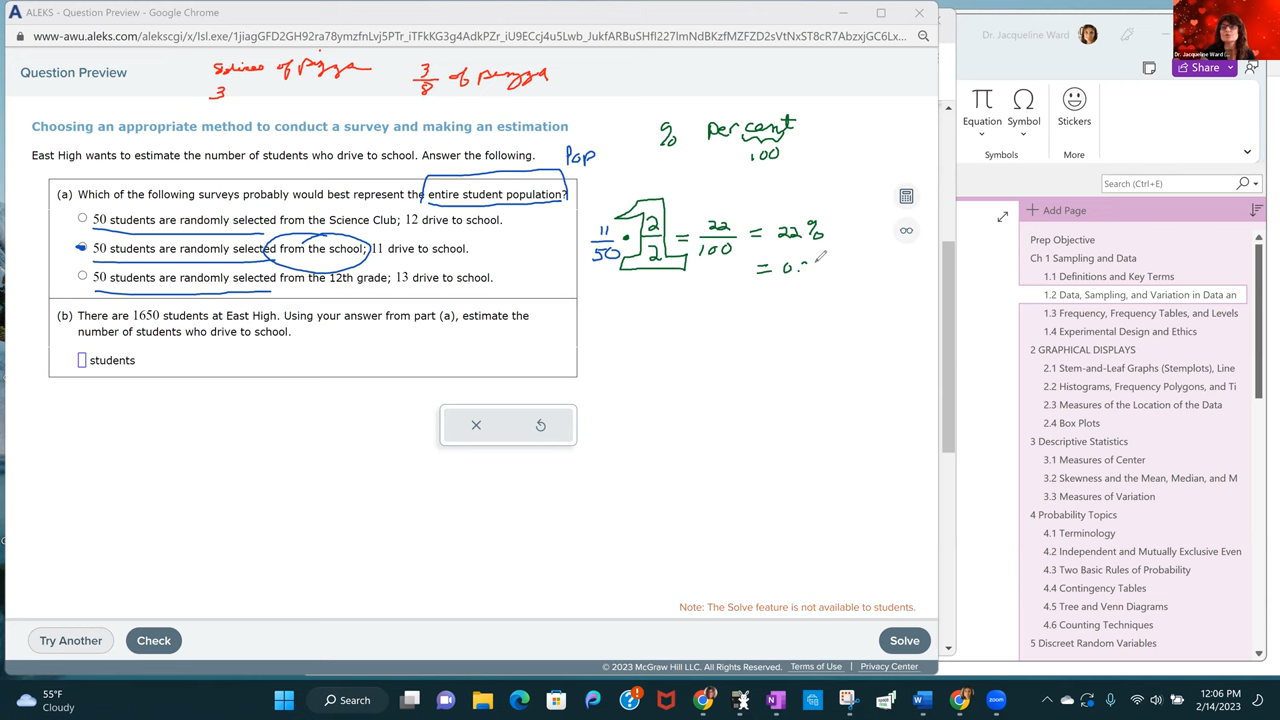 ALEKS - Question Preview - Google Chrome
www-awu.aleks.com/alekscgi/x/lsl.exe/1jiagGFD2GH92ra78ymzfnLvj5PTr_iTFkKG3g4AdkPZr_iU9ECcj4u5Lwb_JukfARBuSHfl227lmNdBKzfMZFZD2sVtNxST8cR7AbzxjGC6Lx...
Dr. Jacqueline Ward
Dr. Jacqueline Ward (...
Share
Question Preview
slices of pizza
3
3/8 of pizza
Equation
Symbol
Stickers
Symbols
More
Choosing an appropriate method to conduct a survey and making an estimation
% percent
100
East High wants to estimate the number of students who drive to school. Answer the following.
Pop
(a) Which of the following surveys probably would best represent the entire student population?
50 students are randomly selected from the Science Club; 12 drive to school.
50 students are randomly selected from the school; 11 drive to school.
50 students are randomly selected from the 12th grade; 13 drive to school.
11/50 • 2/2 = 22/100 = 22%
= 0.
(b) There are 1650 students at East High. Using your answer from part (a), estimate the
number of students who drive to school.
students
Note: The Solve feature is not available to students.
Try Another
Check
Solve
© 2023 McGraw Hill LLC. All Rights Reserved. Terms of Use | Privacy Center
Search (Ctrl+E)
Add Page
Prep Objective
Ch 1 Sampling and Data
1.1 Definitions and Key Terms
1.2 Data, Sampling, and Variation in Data an
1.3 Frequency, Frequency Tables, and Levels
1.4 Experimental Design and Ethics
2 GRAPHICAL DISPLAYS
2.1 Stem-and-Leaf Graphs (Stemplots), Line
2.2 Histograms, Frequency Polygons, and Ti
2.3 Measures of the Location of the Data
2.4 Box Plots
3 Descriptive Statistics
3.1 Measures of Center
3.2 Skewness and the Mean, Median, and M
3.3 Measures of Variation
4 Probability Topics
4.1 Terminology
4.2 Independent and Mutually Exclusive Even
4.3 Two Basic Rules of Probability
4.4 Contingency Tables
4.5 Tree and Venn Diagrams
4.6 Counting Techniques
5 Discreet Random Variables
55°F
Cloudy
Search
12:06 PM
2/14/2023